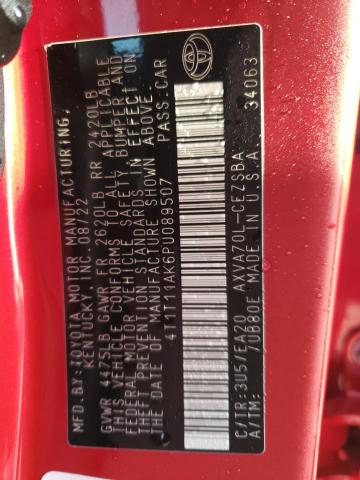 MFD.BY:TOYOTA MOTOR MANUFACTURING,
KENTUCKY,INC. 08/22
GVWR 4475LB GAWR FR 2620LB RR 2420LB
THIS VEHICLE CONFORMS TO ALL APPLICABLE
FEDERAL MOTOR VEHICLE SAFETY, BUMPER, AND
THEFT PREVENTION STANDARDS IN EFFECT ON
THE DATE OF MANUFACTURE SHOWN ABOVE.
4T1T11AK6PU089507 PASS. CAR
C/TR:3U5/EA20 AXVA70L-CEZSBA
A/TM: /UB80E MADE IN U.S.A. 34063
TOYOTA